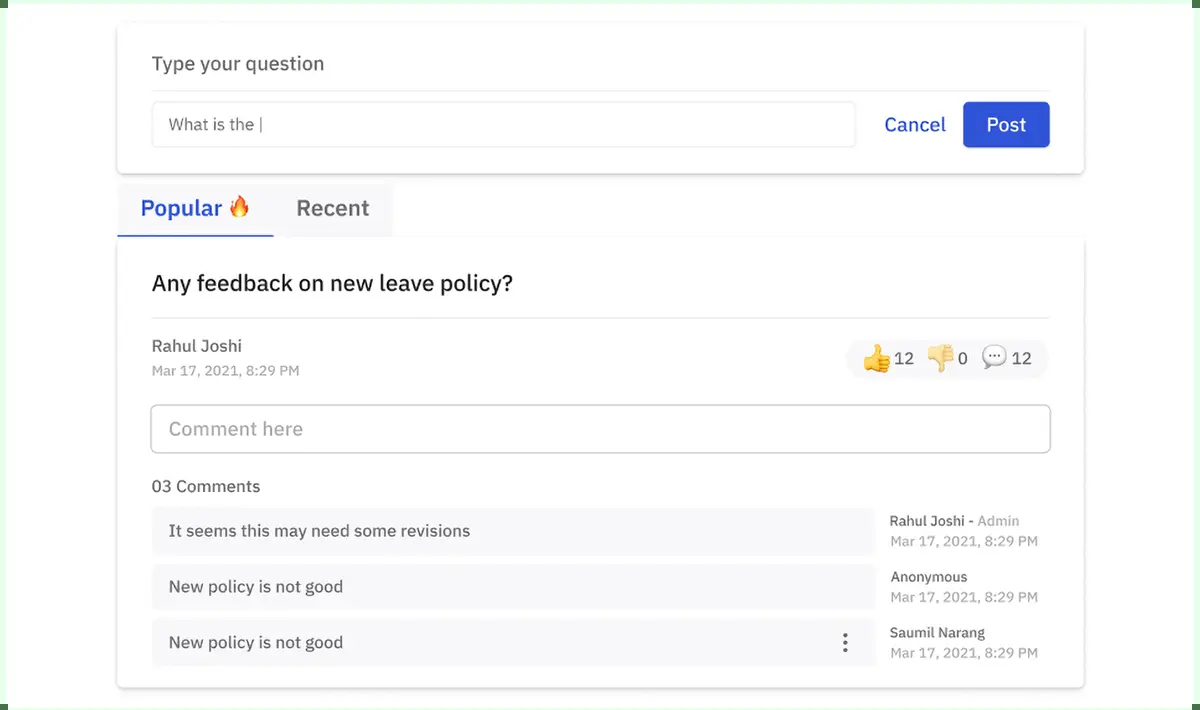 Type your question
What is the |
Cancel
Post
Popular 🔥
Recent
Any feedback on new leave policy?
Rahul Joshi
Mar 17, 2021, 8:29 PM
👍 12 👎 0 💬 12
Comment here
03 Comments
It seems this may need some revisions
Rahul Joshi - Admin
Mar 17, 2021, 8:29 PM
New policy is not good
Anonymous
Mar 17, 2021, 8:29 PM
New policy is not good
Saumil Narang
Mar 17, 2021, 8:29 PM